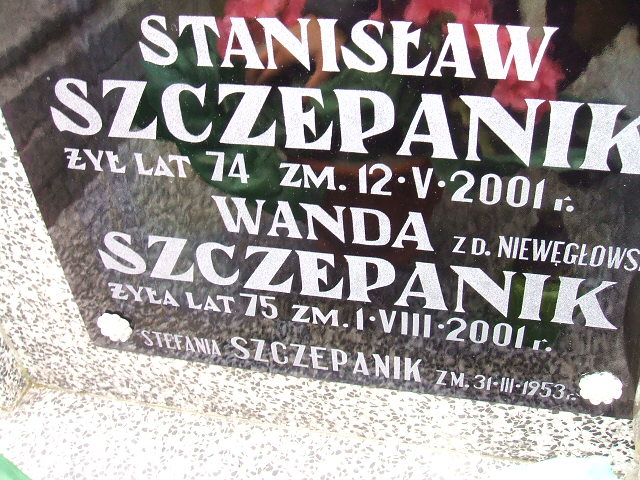 STANISŁAW
SZCZEPANIK
ŻYŁ LAT 74 ZM. 12·V·2001 r.
WANDA Z D. NIEWĘGŁOWS
SZCZEPANIK
ŻYŁA LAT 75 ZM. 1·VIII·2001 r.
STEFANIA SZCZEPANIK ZM. 31·III·1953 r.